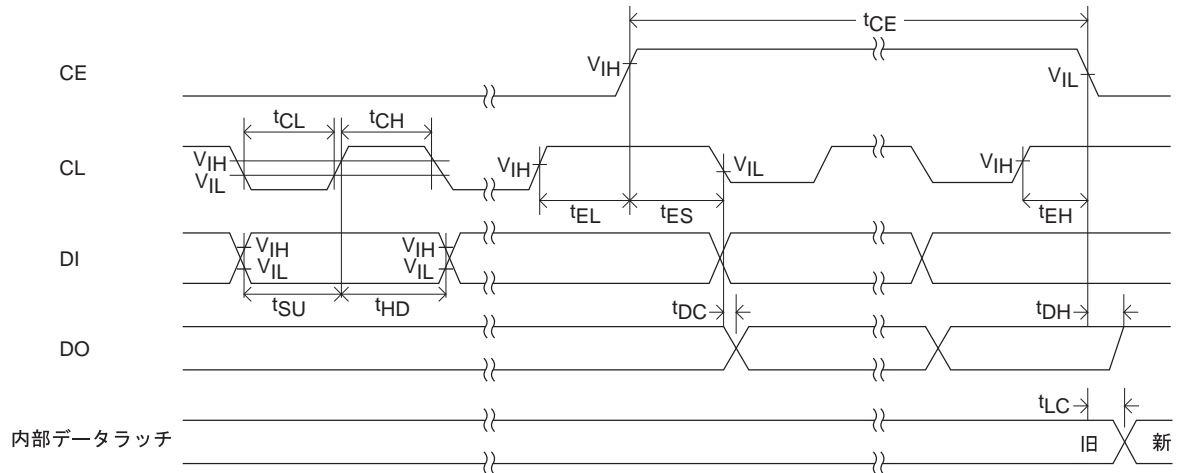 tCE
CE
VIH
VIL
tCL
tCH
CL
VIH
VIL
VIH
VIL
VIH
tEL
tES
tEH
DI
VIH
VIL
VIH
VIL
tSU
tHD
tDC
tDH
DO
tLC
内部データラッチ
旧
新